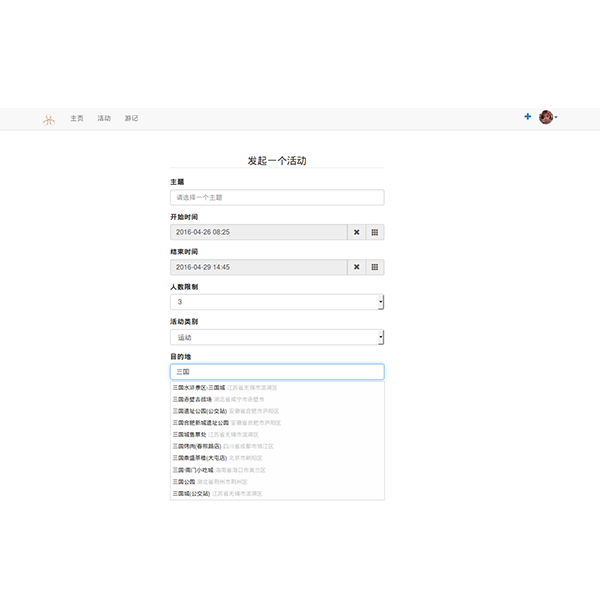 主页 活动 游记
发起一个活动
主题
请选择一个主题
开始时间
2016-04-26 08:25
结束时间
2016-04-29 14:45
人数限制
3
活动类别
运动
目的地
三国
三国水浒景区-三国城 江苏省无锡市滨湖区
三国赤壁古战场 湖北省咸宁市赤壁市
三国遗址公园(公交站) 安徽省合肥市庐阳区
三国合肥新城遗址公园 安徽省合肥市庐阳区
三国城售票处 江苏省无锡市滨湖区
三国烤肉(春熙路店) 四川省成都市锦江区
三国鼎盛茶楼(大屯店) 北京市朝阳区
三国·南门小吃城 海南省海口市美兰区
三国公园 湖北省荆州市荆州区
三国城(公交站) 江苏省无锡市滨湖区